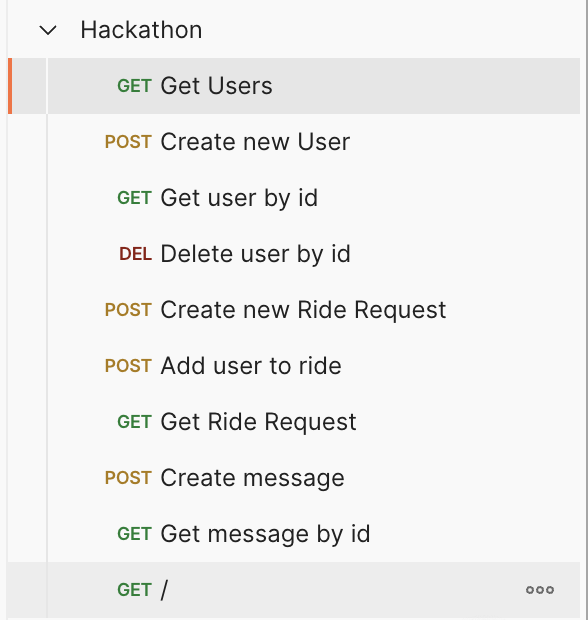 Hackathon
GET Get Users
POST Create new User
GET Get user by id
DEL Delete user by id
POST Create new Ride Request
POST Add user to ride
GET Get Ride Request
POST Create message
GET Get message by id
GET /